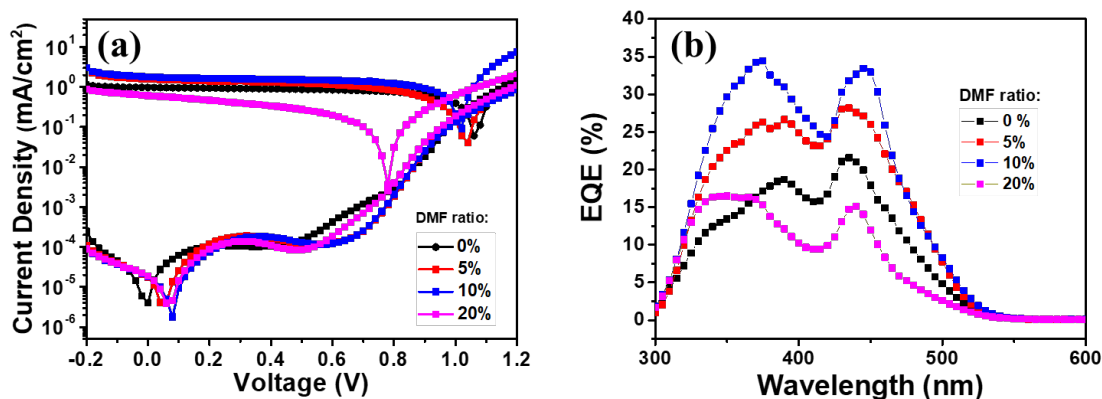 (a)
Current Density (mA/cm²)
10¹
10⁰
10⁻¹
10⁻²
10⁻³
10⁻⁴
10⁻⁵
10⁻⁶
DMF ratio:
0%
5%
10%
20%
-0.2 0.0 0.2 0.4 0.6 0.8 1.0 1.2
Voltage (V)
(b)
EQE (%)
40
35
30
25
20
15
10
5
0
DMF ratio:
0 %
5%
10%
20%
300 400 500 600
Wavelength (nm)